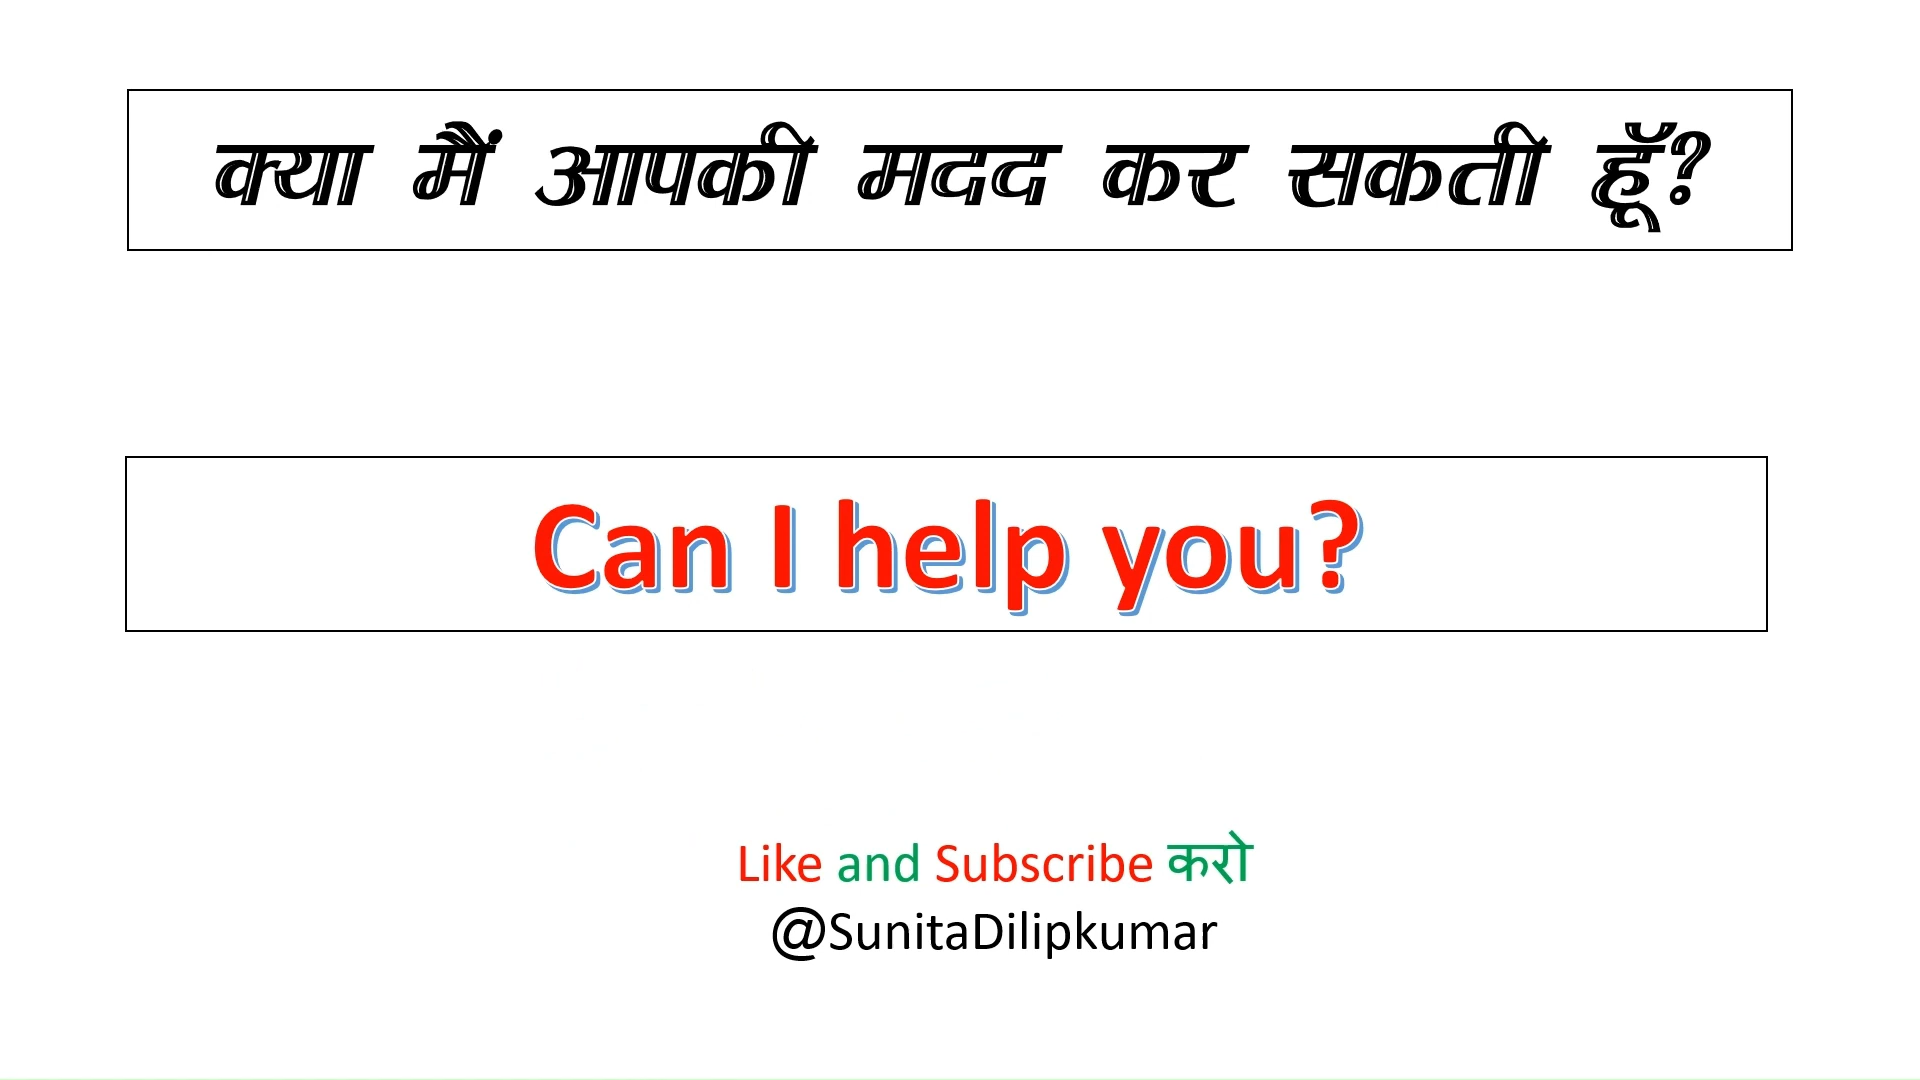 क्या मैं आपकी मदद कर सकती हूँ?
Can I help you?
Like and Subscribe करो
@SunitaDilipkumar